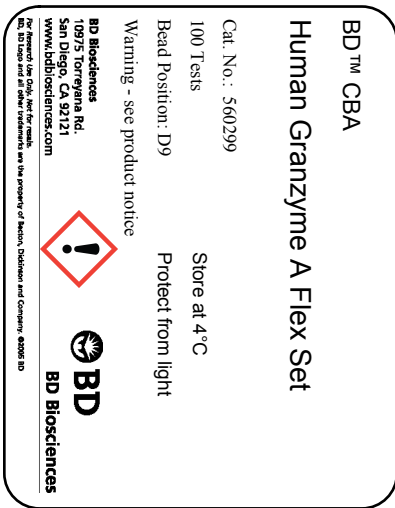 BD™ CBA
Human Granzyme A Flex Set
Cat. No.: 560299
100 Tests
Store at 4°C
Bead Position: D9
Protect from light
Warning - see product notice
BD Biosciences
10975 Torreyana Rd.
San Diego, CA 92121
www.bdbiosciences.com
!
BD
BD Biosciences
For Research Use Only. Not for resale.
BD, BD Logo and all other trademarks are the property of Becton, Dickinson and Company. ©2005 BD